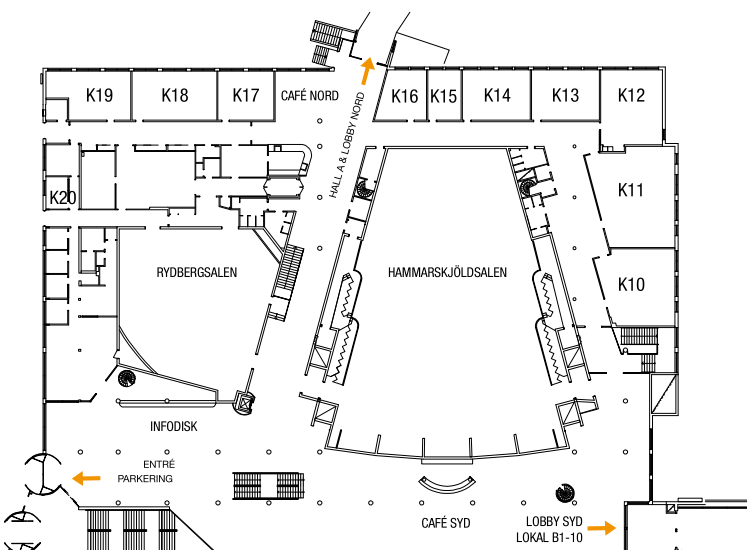 K19
K18
K17
CAFÉ NORD
K16
K15
K14
K13
K12
HALL A & LOBBY NORD
K20
K11
RYDBERGSALEN
HAMMARSKJÖLDSALEN
K10
INFODISK
ENTRÉ
PARKERING
CAFÉ SYD
LOBBY SYD
LOKAL B1-10